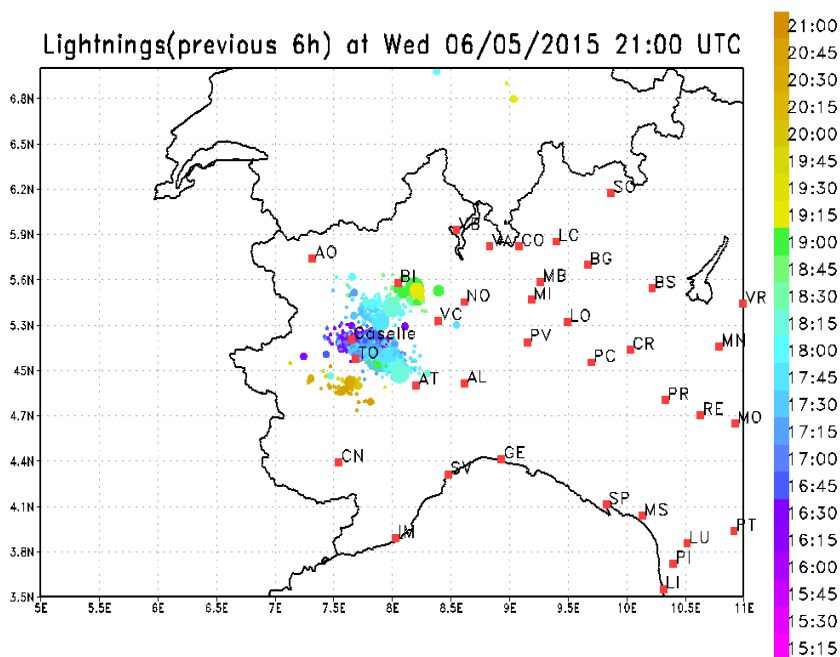 Lightnings(previous 6h) at Wed 06/05/2015 21:00 UTC
21:00
20:45
20:30
20:15
20:00
19:45
19:30
19:15
19:00
18:45
18:30
18:15
18:00
17:45
17:30
17:15
17:00
16:45
16:30
16:15
16:00
15:45
15:30
15:15
6.8N
6.5N
6.2N
5.9N
5.6N
5.3N
45N
4.7N
4.4N
4.1N
3.8N
3.5N
SO
VB
VA
CO
LC
AO
BG
BI
MB
BS
NO
MI
VR
VC
LO
Caselle
PV
MN
TO
CR
PC
AT
AL
PR
RE
MO
CN
GE
SV
SP
MS
IM
PT
LU
PI
LI
5E
5.5E
6E
6.5E
7E
7.5E
8E
8.5E
9E
9.5E
10E
10.5E
11E